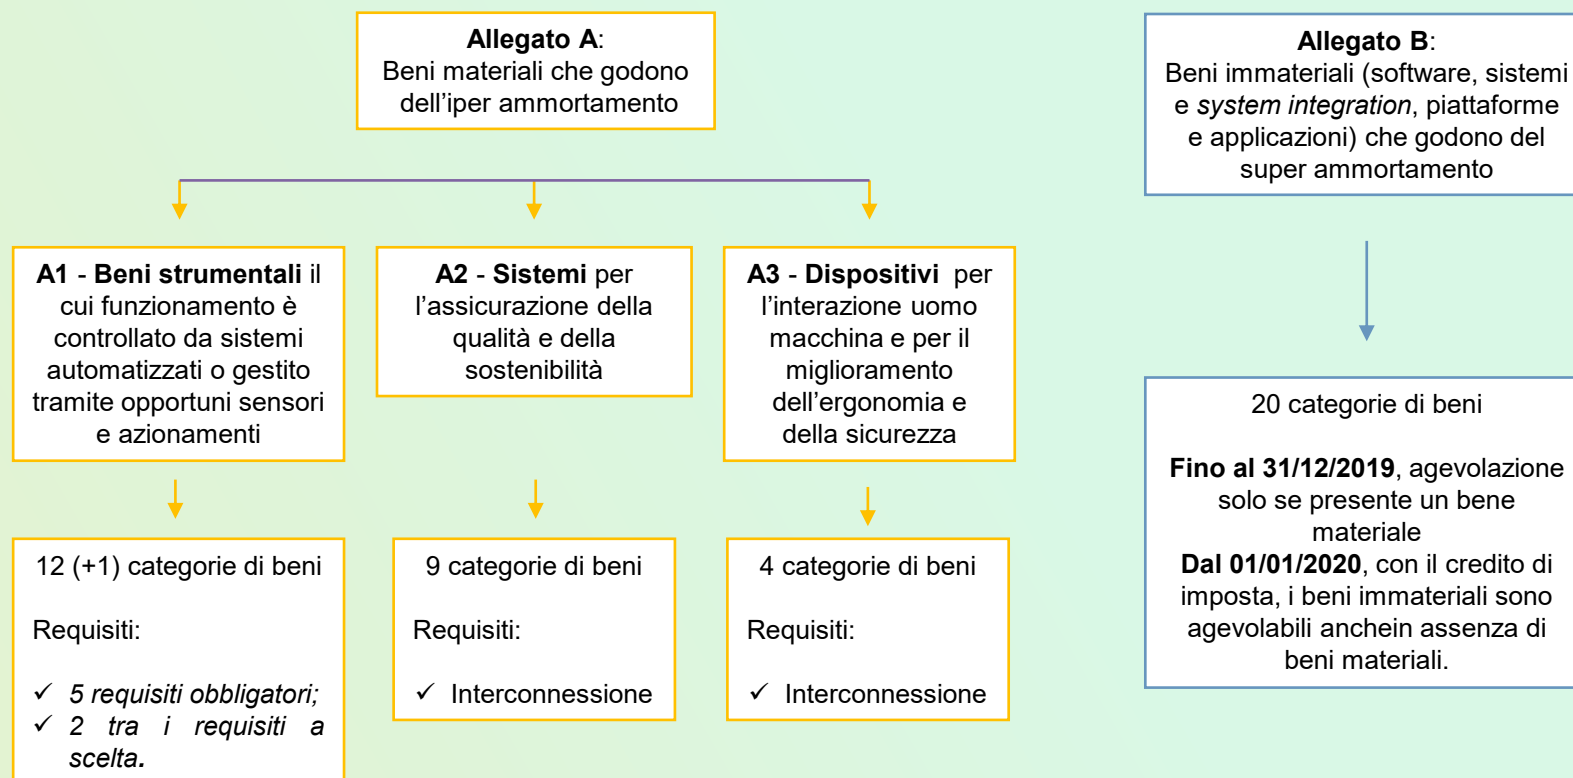 Allegato A:
Beni materiali che godono
dell’iper ammortamento
Allegato B:
Beni immateriali (software, sistemi
e system integration, piattaforme
e applicazioni) che godono del
super ammortamento
A1 - Beni strumentali il
cui funzionamento è
controllato da sistemi
automatizzati o gestito
tramite opportuni sensori
e azionamenti
A2 - Sistemi per
l’assicurazione della
qualità e della
sostenibilità
A3 - Dispositivi per
l’interazione uomo
macchina e per il
miglioramento
dell’ergonomia e
della sicurezza
12 (+1) categorie di beni
Requisiti:
✓ 5 requisiti obbligatori;
✓ 2 tra i requisiti a
scelta.
9 categorie di beni
Requisiti:
✓ Interconnessione
4 categorie di beni
Requisiti:
✓ Interconnessione
20 categorie di beni
Fino al 31/12/2019, agevolazione
solo se presente un bene
materiale
Dal 01/01/2020, con il credito di
imposta, i beni immateriali sono
agevolabili anchein assenza di
beni materiali.